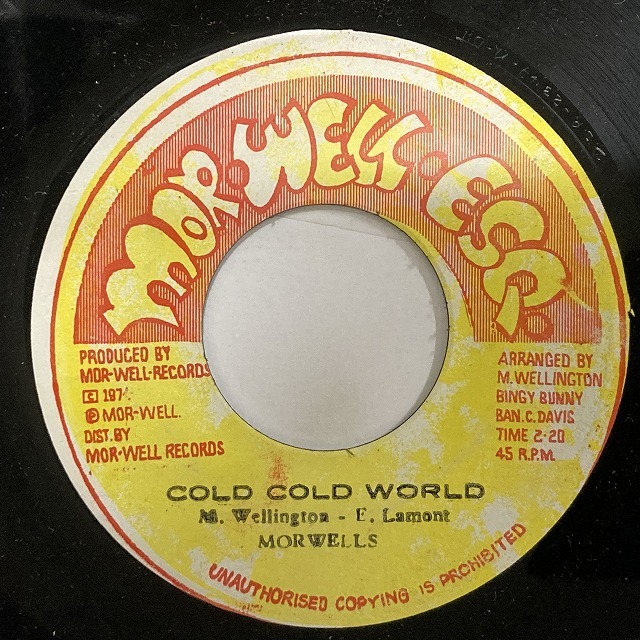 MOR·WELL·ESQ.
PRODUCED BY
MOR-WELL-RECORDS
© 197
℗ MOR-WELL.
DIST. BY
MOR-WELL RECORDS
ARRANGED BY
M. WELLINGTON
BINGY BUNNY
BAN. C. DAVIS
TIME 2-20
45 R.P.M.
COLD COLD WORLD
M. Wellington - E. Lamont
MORWELLS
UNAUTHORISED COPYING IS PROHIBITED